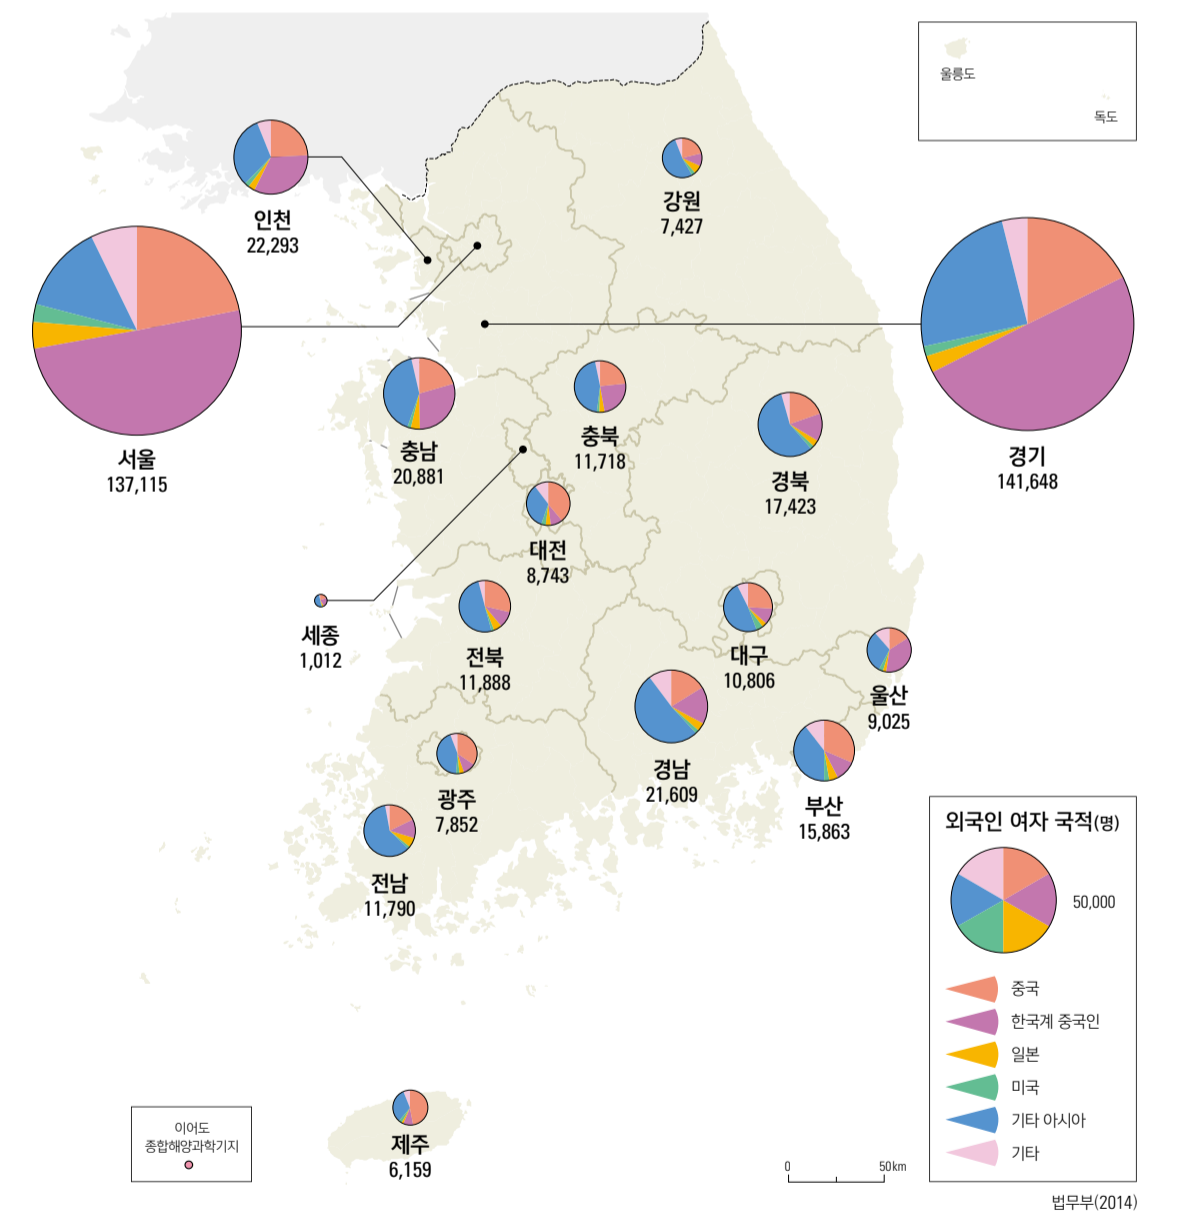 울릉도
독도
인천
22,293
강원
7,427
서울
137,115
경기
141,648
충남
20,881
충북
11,718
경북
17,423
대전
8,743
세종
1,012
전북
11,888
대구
10,806
울산
9,025
경남
21,609
부산
15,863
광주
7,852
전남
11,790
제주
6,159
이어도
종합해양과학기지
외국인 여자 국적(명)
50,000
중국
한국계 중국인
일본
미국
기타 아시아
기타
0 50km
법무부(2014)